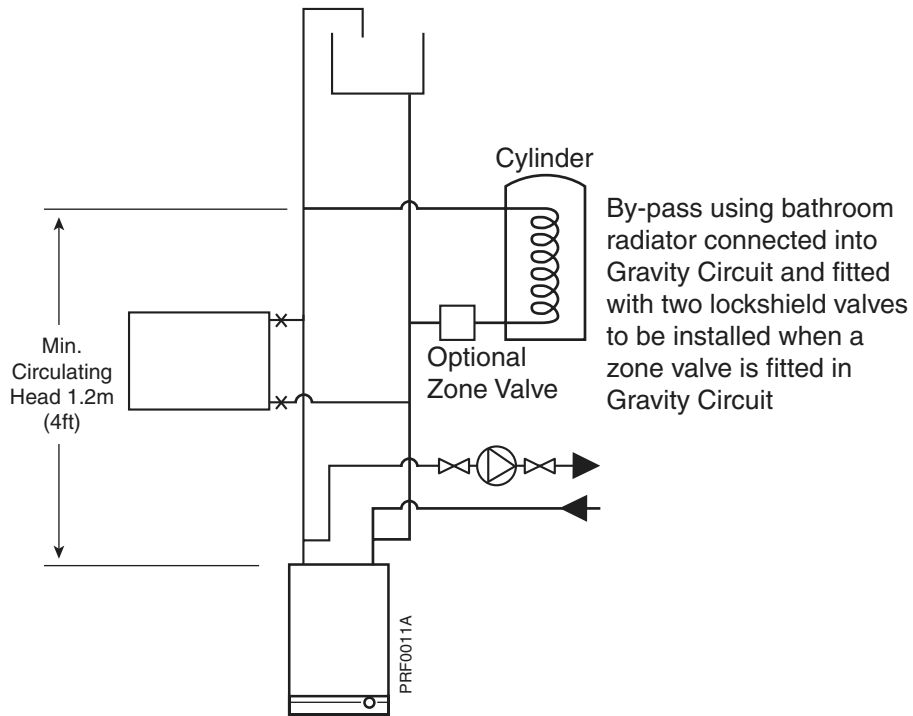 Cylinder
By-pass using bathroom
radiator connected into
Gravity Circuit and fitted
with two lockshield valves
to be installed when a
zone valve is fitted in
Gravity Circuit
Min.
Circulating
Head 1.2m
(4ft)
Optional
Zone Valve
PRF0011A